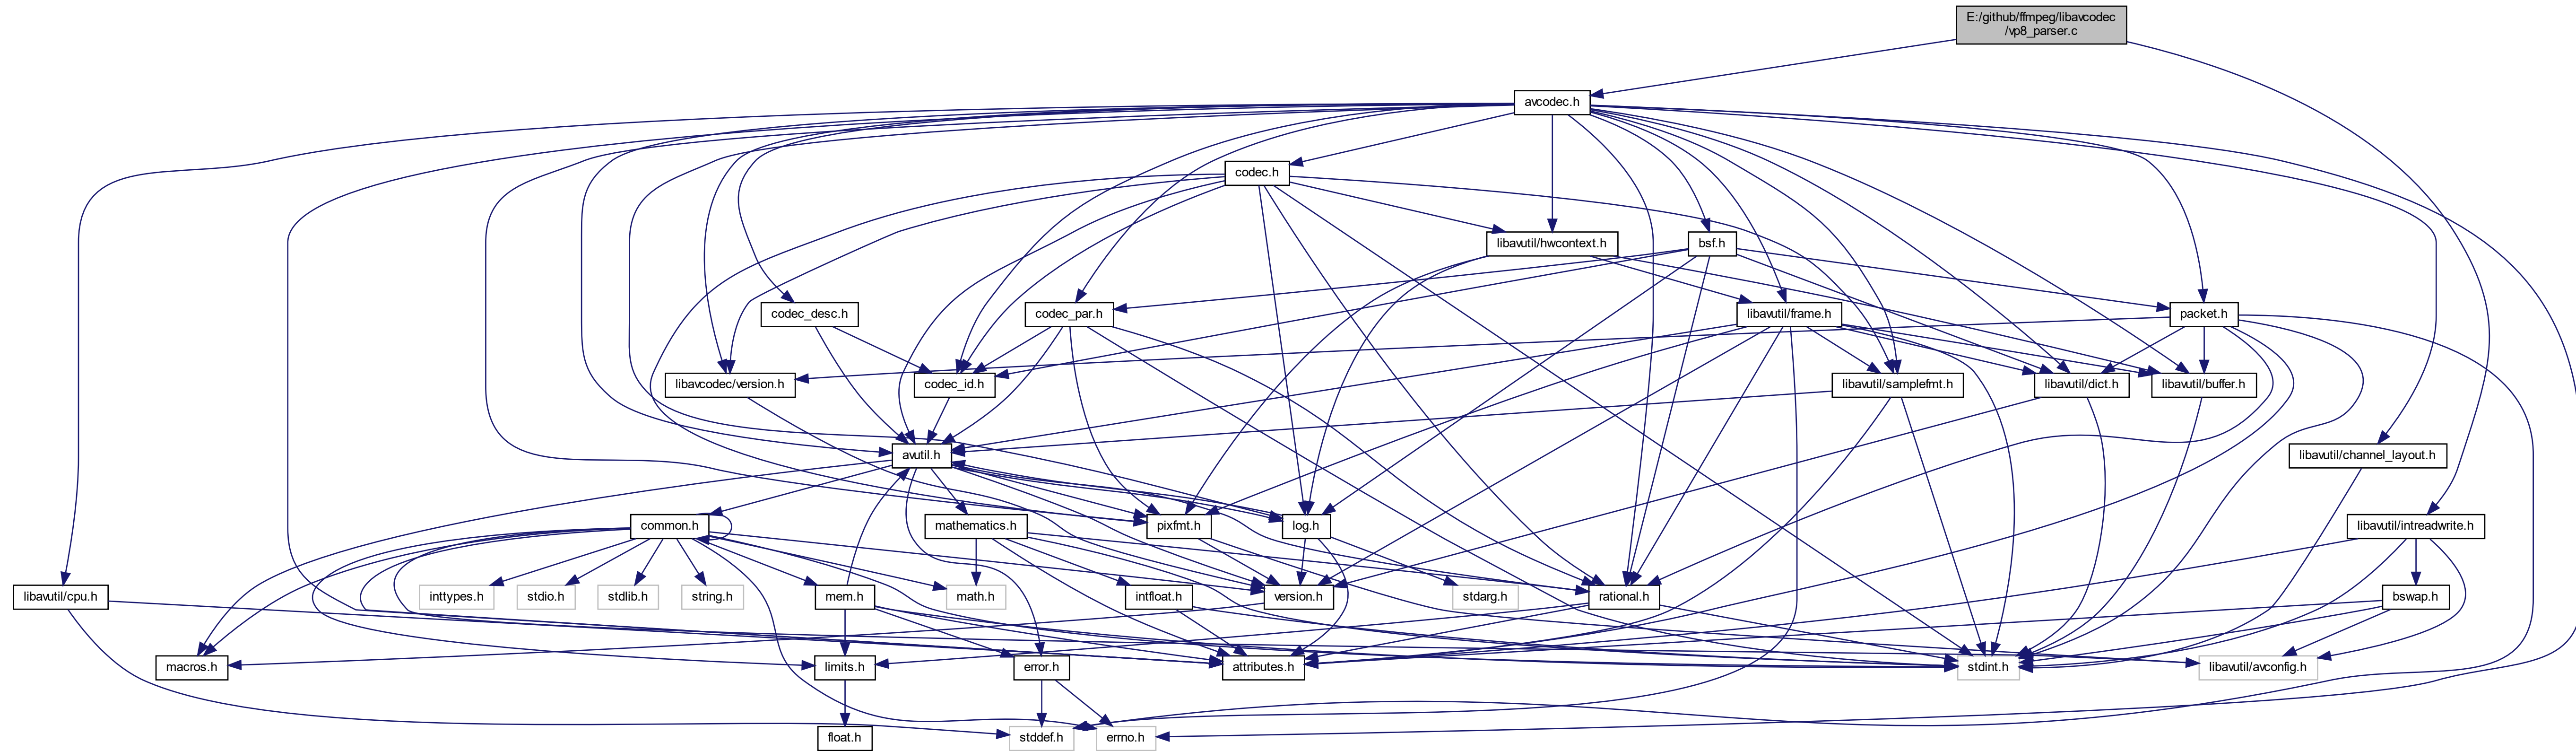 E:/github/ffmpeg/libavcodec
/vp8_parser.c
avcodec.h
codec.h
libavutil/hwcontext.h
bsf.h
codec_desc.h
codec_par.h
libavutil/frame.h
packet.h
libavcodec/version.h
codec_id.h
libavutil/samplefmt.h
libavutil/dict.h
libavutil/buffer.h
avutil.h
libavutil/channel_layout.h
common.h
mathematics.h
pixfmt.h
log.h
libavutil/intreadwrite.h
libavutil/cpu.h
inttypes.h
stdio.h
stdlib.h
string.h
mem.h
math.h
intfloat.h
version.h
stdarg.h
rational.h
bswap.h
macros.h
limits.h
error.h
attributes.h
stdint.h
libavutil/avconfig.h
float.h
stddef.h
errno.h